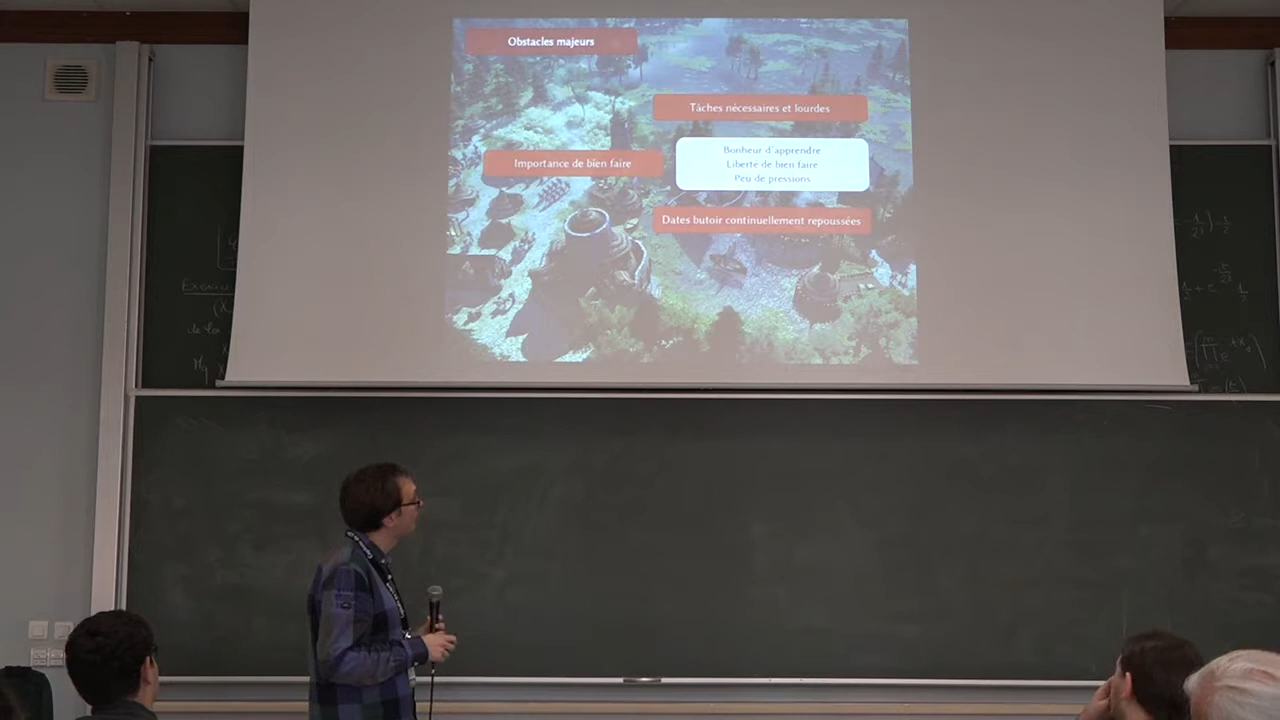 Obstacles majeurs
Tâches nécessaires et lourdes
Importance de bien faire
Bonheur d'apprendre
Liberté de bien faire
Peu de pressions
Dates butoir continuellement repoussées